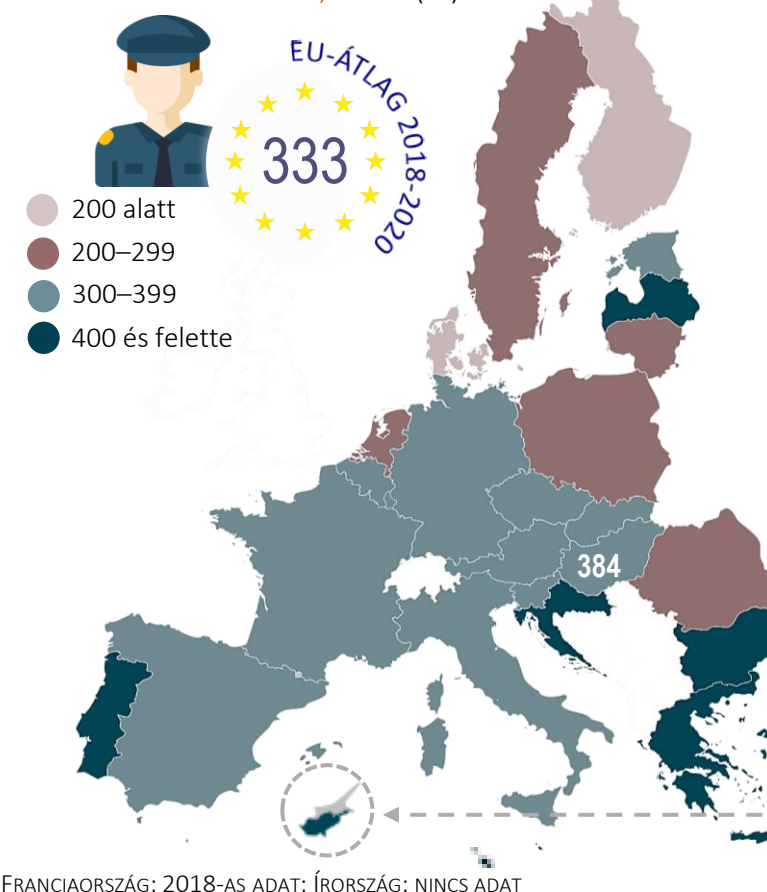 EU-ÁTLAG 2018-2020
333
200 alatt
200–299
300–399
400 és felette
384
FRANCIAORSZÁG: 2018-AS ADAT: ÍRORSZÁG: NINCS ADAT